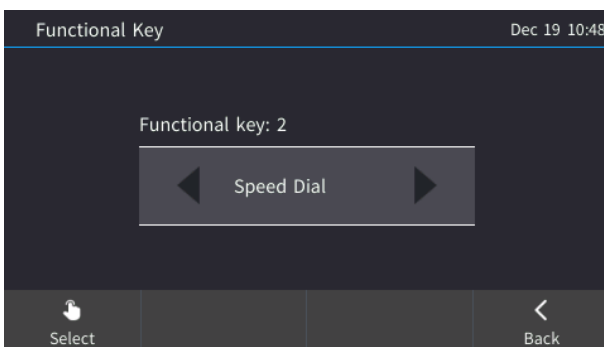 Functional Key Dec 19 10:48
Functional key: 2
Speed Dial
Select Back